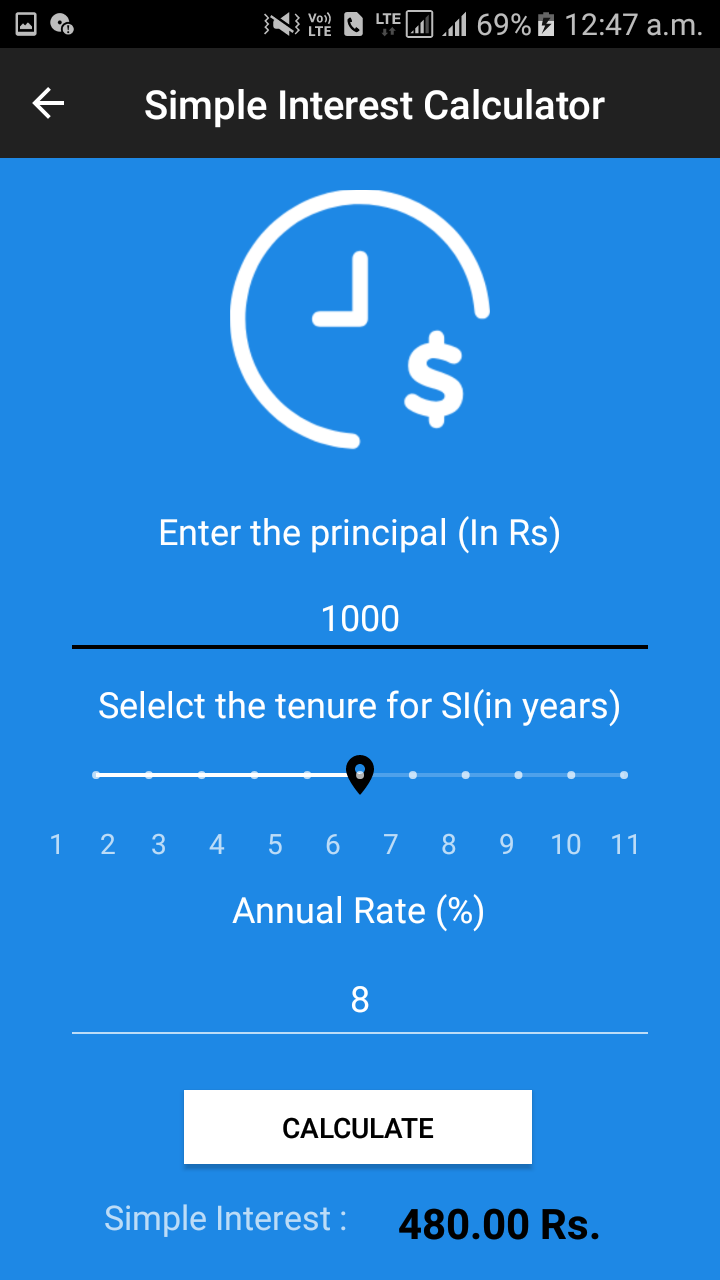 Vo)) LTE LTE 69% 12:47 a.m.
Simple Interest Calculator
$
Enter the principal (In Rs)
1000
Selelct the tenure for SI(in years)
1 2 3 4 5 6 7 8 9 10 11
Annual Rate (%)
8
CALCULATE
Simple Interest : 480.00 Rs.